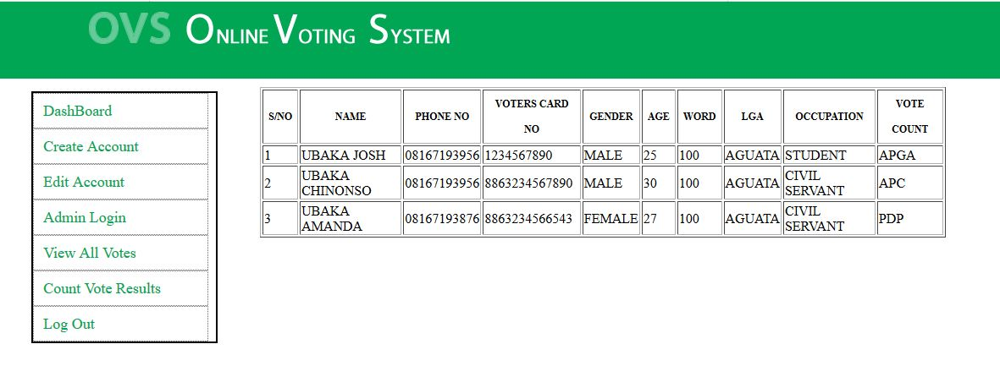 OVS ONLINE VOTING SYSTEM
DashBoard
Create Account
Edit Account
Admin Login
View All Votes
Count Vote Results
Log Out
S/NO NAME PHONE NO VOTERS CARD NO GENDER AGE WORD LGA OCCUPATION VOTE COUNT
1 UBAKA JOSH 08167193956 1234567890 MALE 25 100 AGUATA STUDENT APGA
2 UBAKA CHINONSO 08167193956 8863234567890 MALE 30 100 AGUATA CIVIL SERVANT APC
3 UBAKA AMANDA 08167193876 8863234566543 FEMALE 27 100 AGUATA CIVIL SERVANT PDP